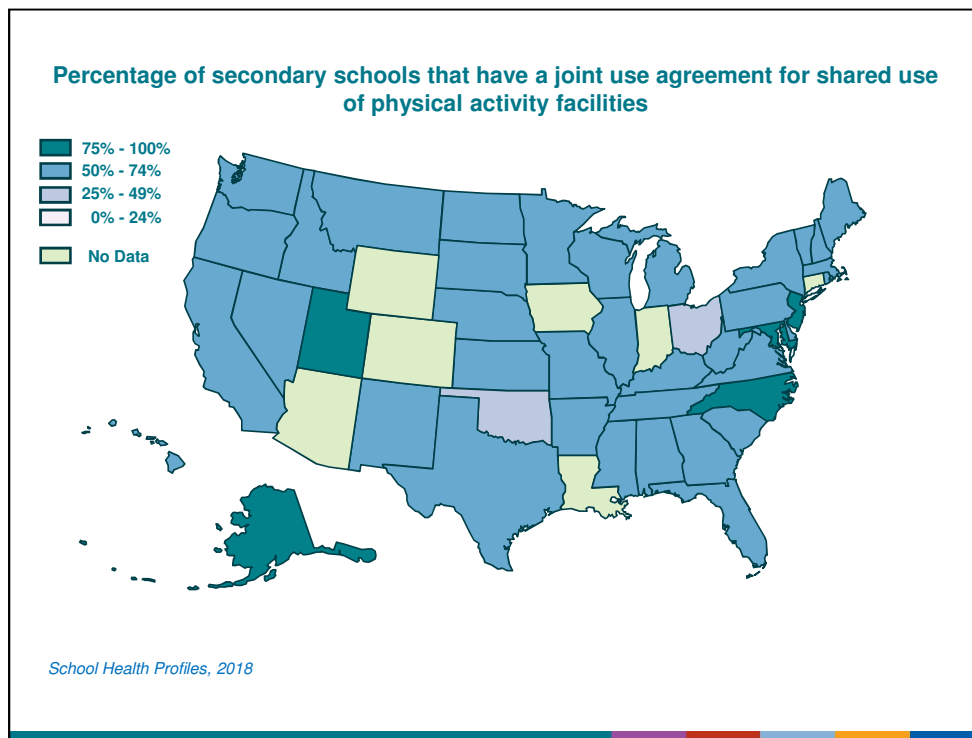 Percentage of secondary schools that have a joint use agreement for shared use
of physical activity facilities
75% - 100%
50% - 74%
25% - 49%
0% - 24%
No Data
School Health Profiles, 2018